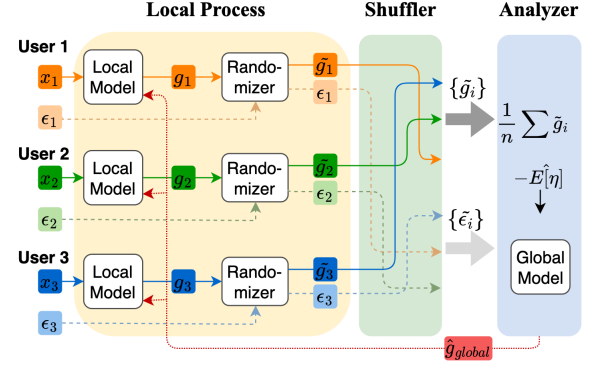 Local Process
Shuffler
Analyzer
User 1
x₁
Local
Model
g₁
Rando-
mizer
g̃₁
ϵ₁
ϵ₁
{g̃ᵢ}
1/n ∑ g̃ᵢ
User 2
x₂
Local
Model
g₂
Rando-
mizer
g̃₂
ϵ₂
ϵ₂
−Ê[η]
{ϵ̃ᵢ}
User 3
x₃
Local
Model
g₃
Rando-
mizer
g̃₃
ϵ₃
ϵ₃
Global
Model
ĝ_global